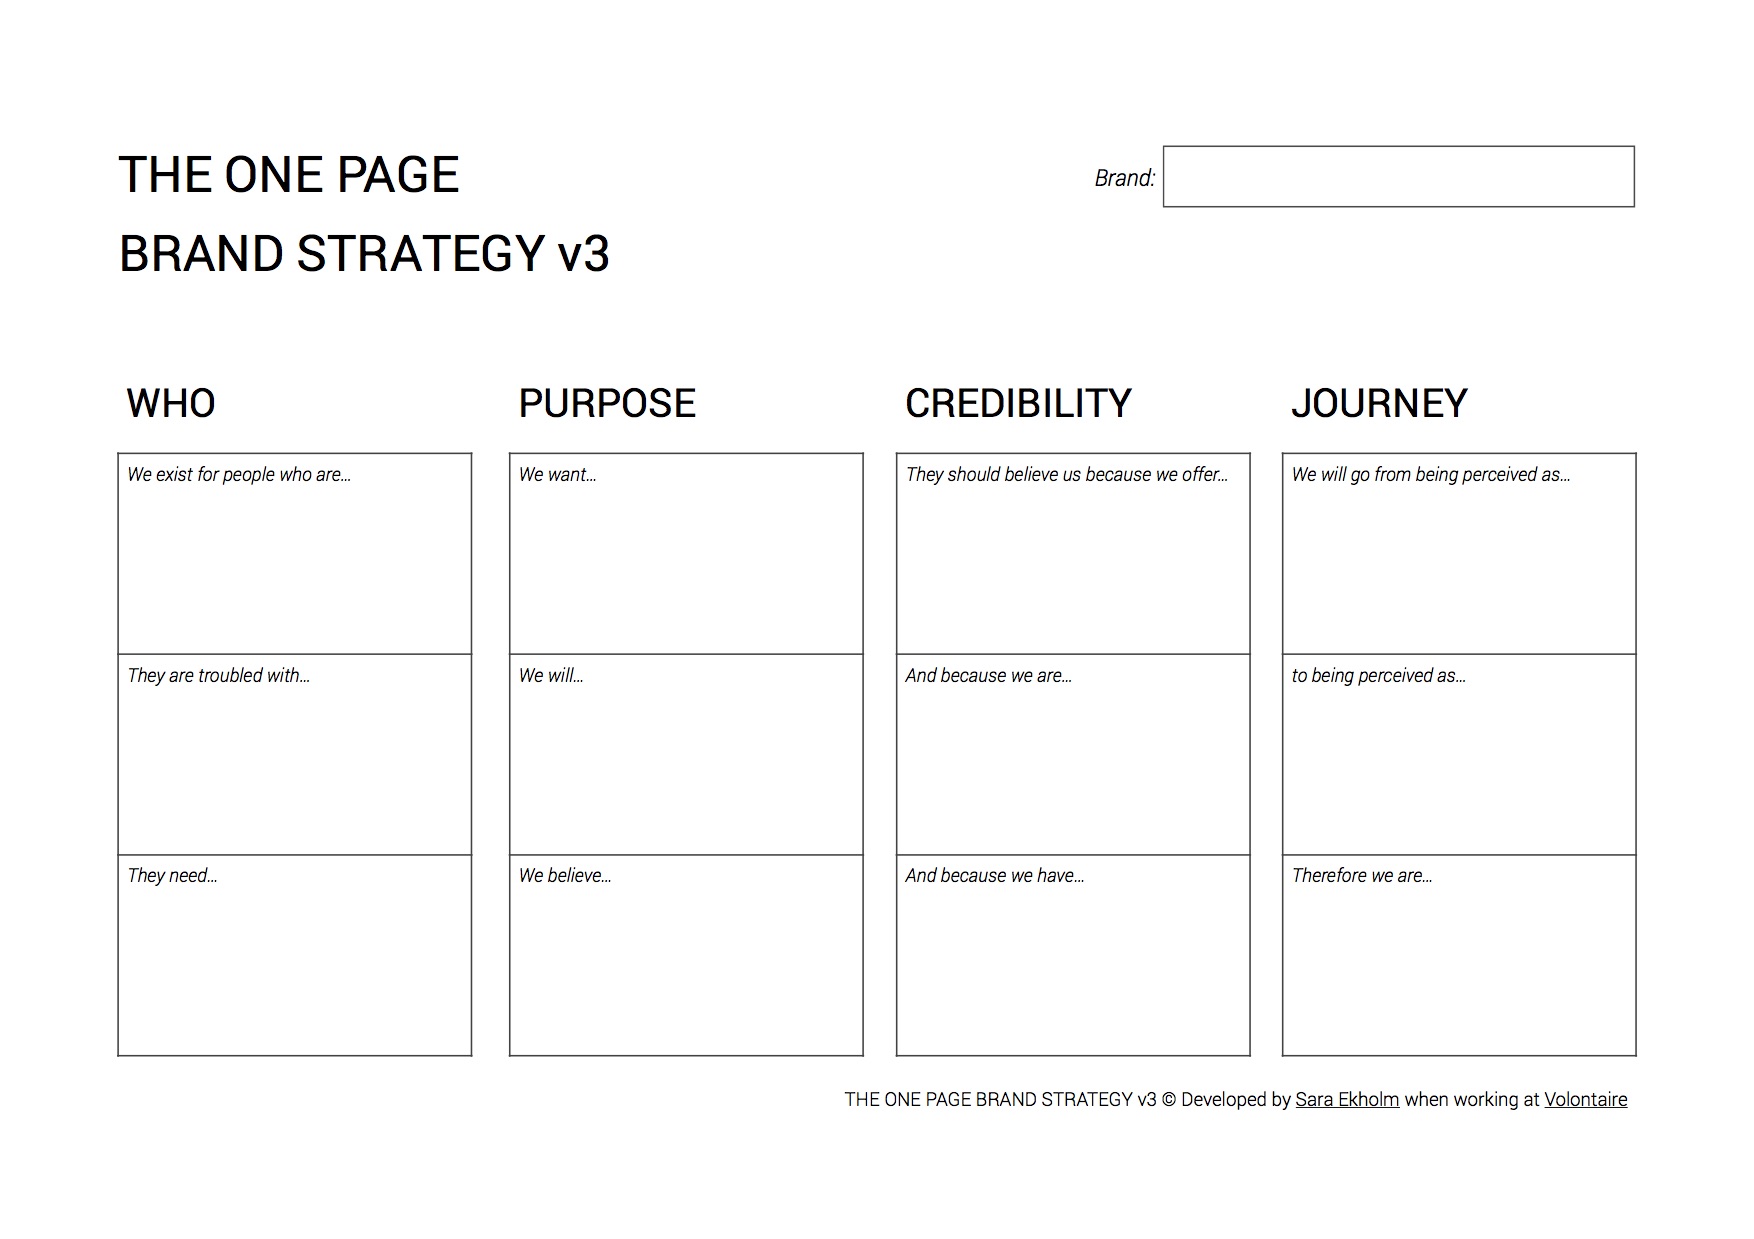 THE ONE PAGE
BRAND STRATEGY v3
Brand:
WHO
We exist for people who are...
They are troubled with...
They need...
PURPOSE
We want...
We will...
We believe...
CREDIBILITY
They should believe us because we offer...
And because we are...
And because we have...
JOURNEY
We will go from being perceived as...
to being perceived as...
Therefore we are...
THE ONE PAGE BRAND STRATEGY v3 © Developed by Sara Ekholm when working at Volontaire